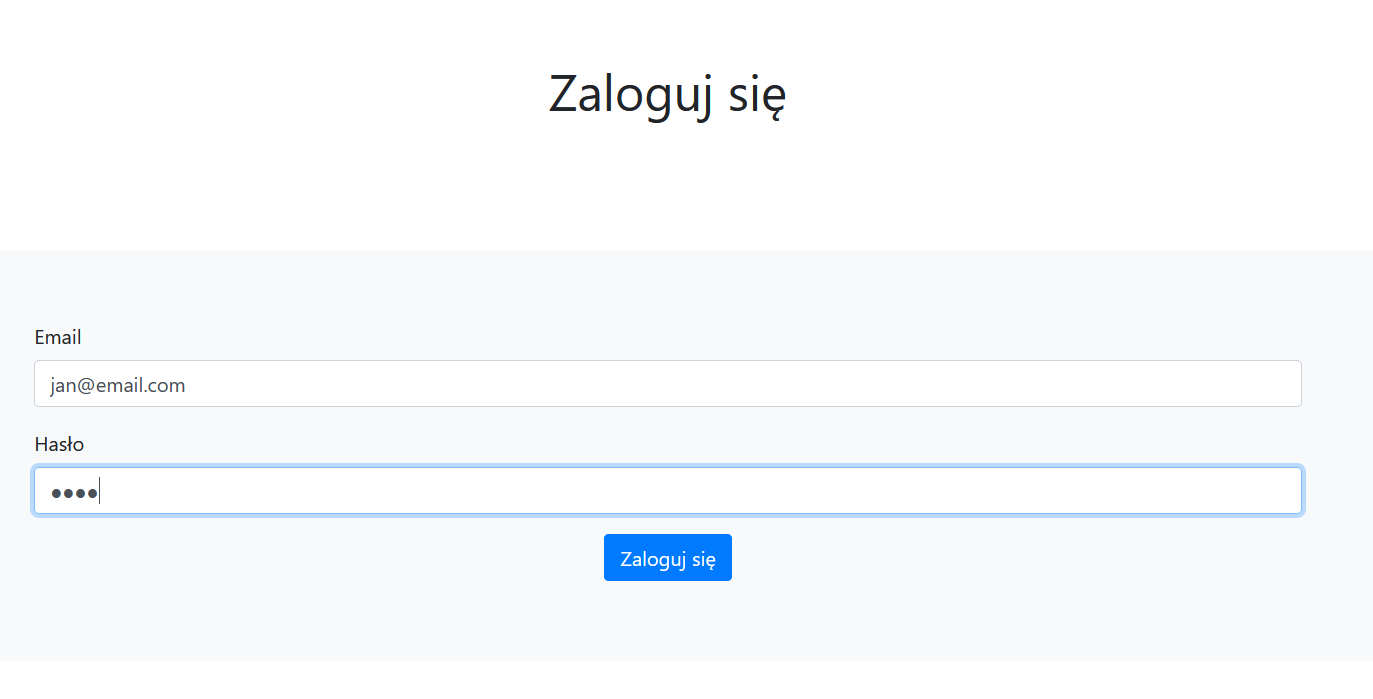 Zaloguj się
Email
jan@email.com
Hasło
••••
Zaloguj się